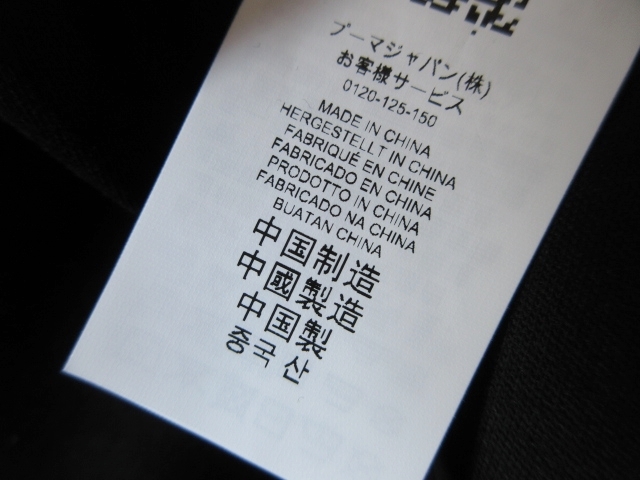 プーマジャパン(株)
お客様サービス
0120-125-150
MADE IN CHINA
HERGESTELLT IN CHINA
FABRIQUÉ EN CHINE
FABRICADO EN CHINA
PRODOTTO IN CHINA
FABRICADO NA CHINA
BUATAN CHINA
中国制造
中國製造
中国製
중국 산